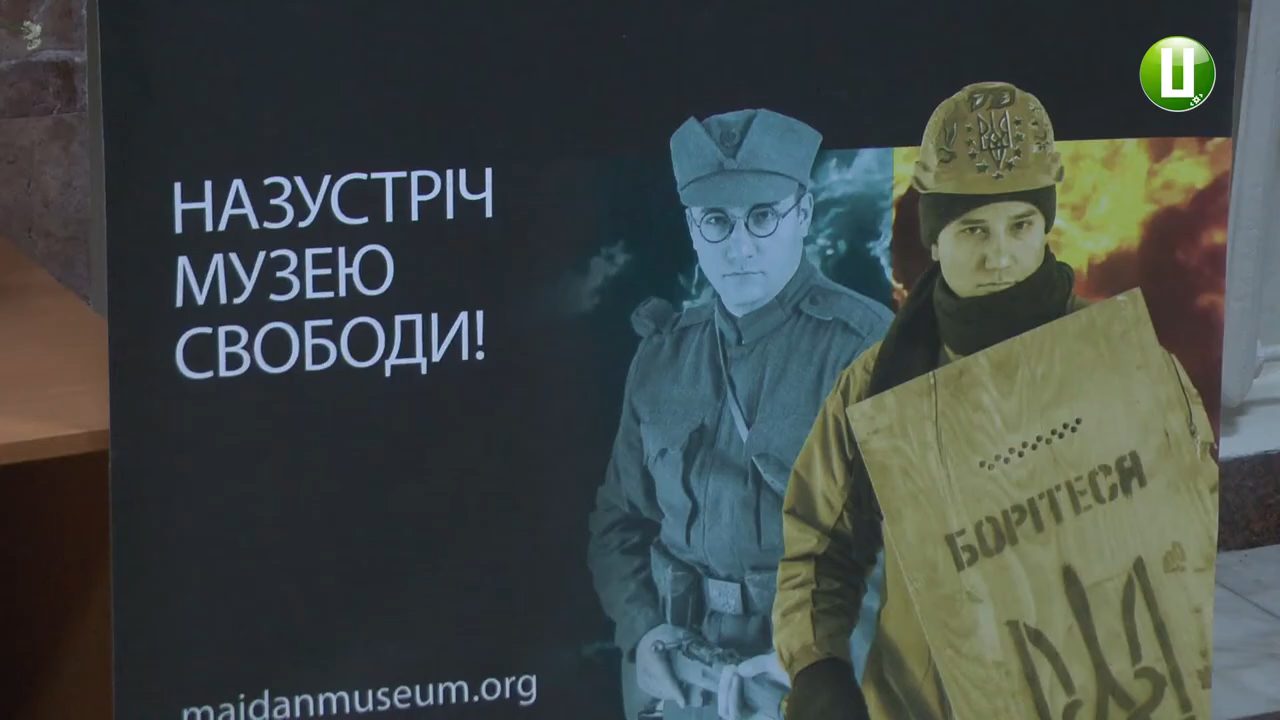 Ц
НАЗУСТРІЧ
МУЗЕЮ
СВОБОДИ!
БОРІТЕСЯ
maidanmuseum.org